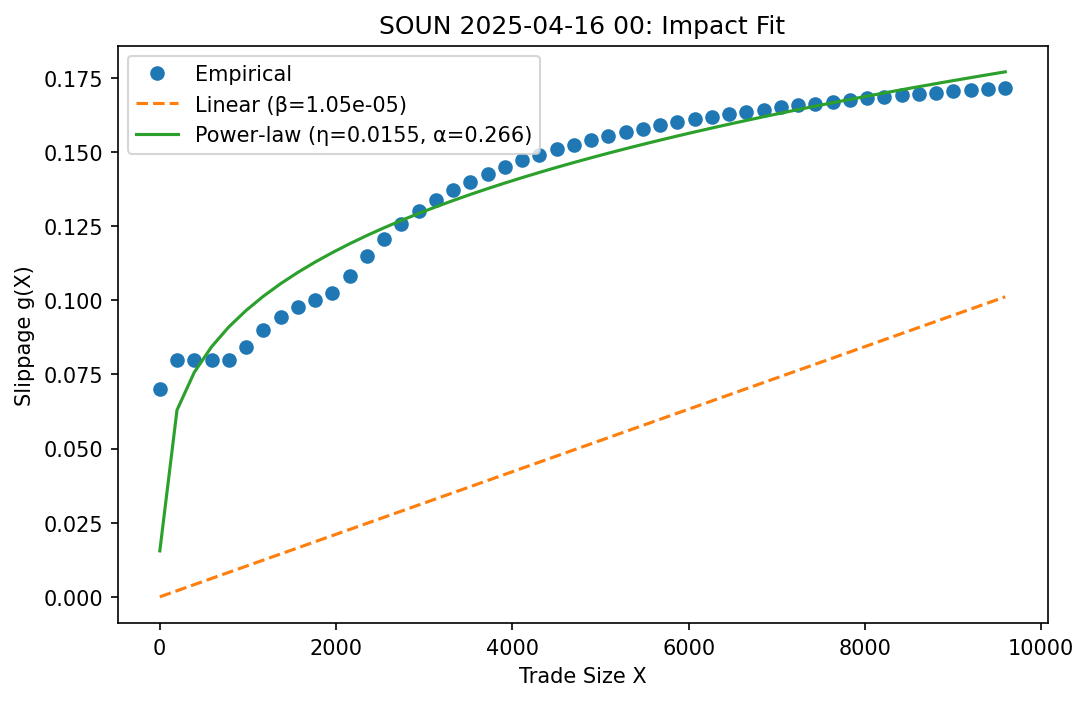 SOUN 2025-04-16 00: Impact Fit
Empirical
Linear (β=1.05e-05)
Power-law (η=0.0155, α=0.266)
0.175
0.150
0.125
0.100
0.075
0.050
0.025
0.000
Slippage g(X)
0 2000 4000 6000 8000 10000
Trade Size X